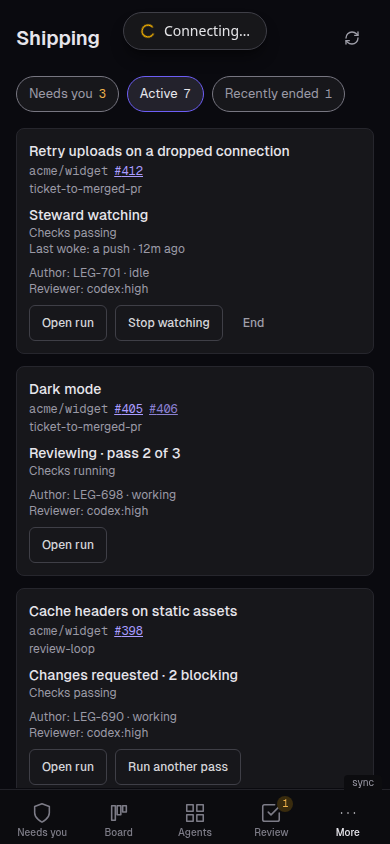 Shipping
Connecting...
Needs you 3
Active 7
Recently ended 1
Retry uploads on a dropped connection
acme/widget #412
ticket-to-merged-pr
Steward watching
Checks passing
Last woke: a push · 12m ago
Author: LEG-701 · idle
Reviewer: codex:high
Open run
Stop watching
End
Dark mode
acme/widget #405 #406
ticket-to-merged-pr
Reviewing · pass 2 of 3
Checks running
Author: LEG-698 · working
Reviewer: codex:high
Open run
Cache headers on static assets
acme/widget #398
review-loop
Changes requested · 2 blocking
Checks passing
Author: LEG-690 · working
Reviewer: codex:high
Open run
Run another pass
sync
Needs you
Board
Agents
1
Review
More